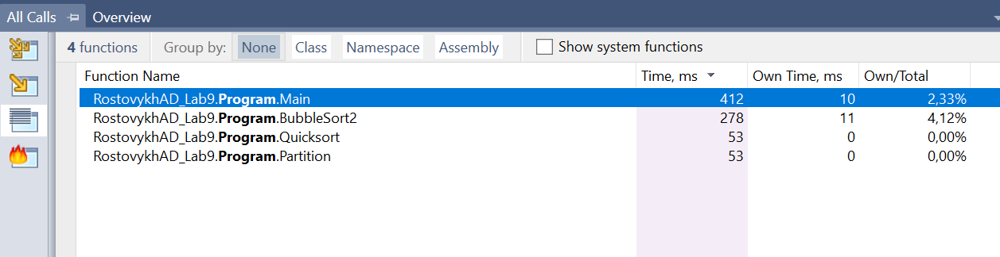 All Calls Overview
4 functions Group by: None Class Namespace Assembly Show system functions
Function Name Time, ms Own Time, ms Own/Total
RostovykhAD_Lab9.Program.Main 412 10 2,33%
RostovykhAD_Lab9.Program.BubbleSort2 278 11 4,12%
RostovykhAD_Lab9.Program.Quicksort 53 0 0,00%
RostovykhAD_Lab9.Program.Partition 53 0 0,00%